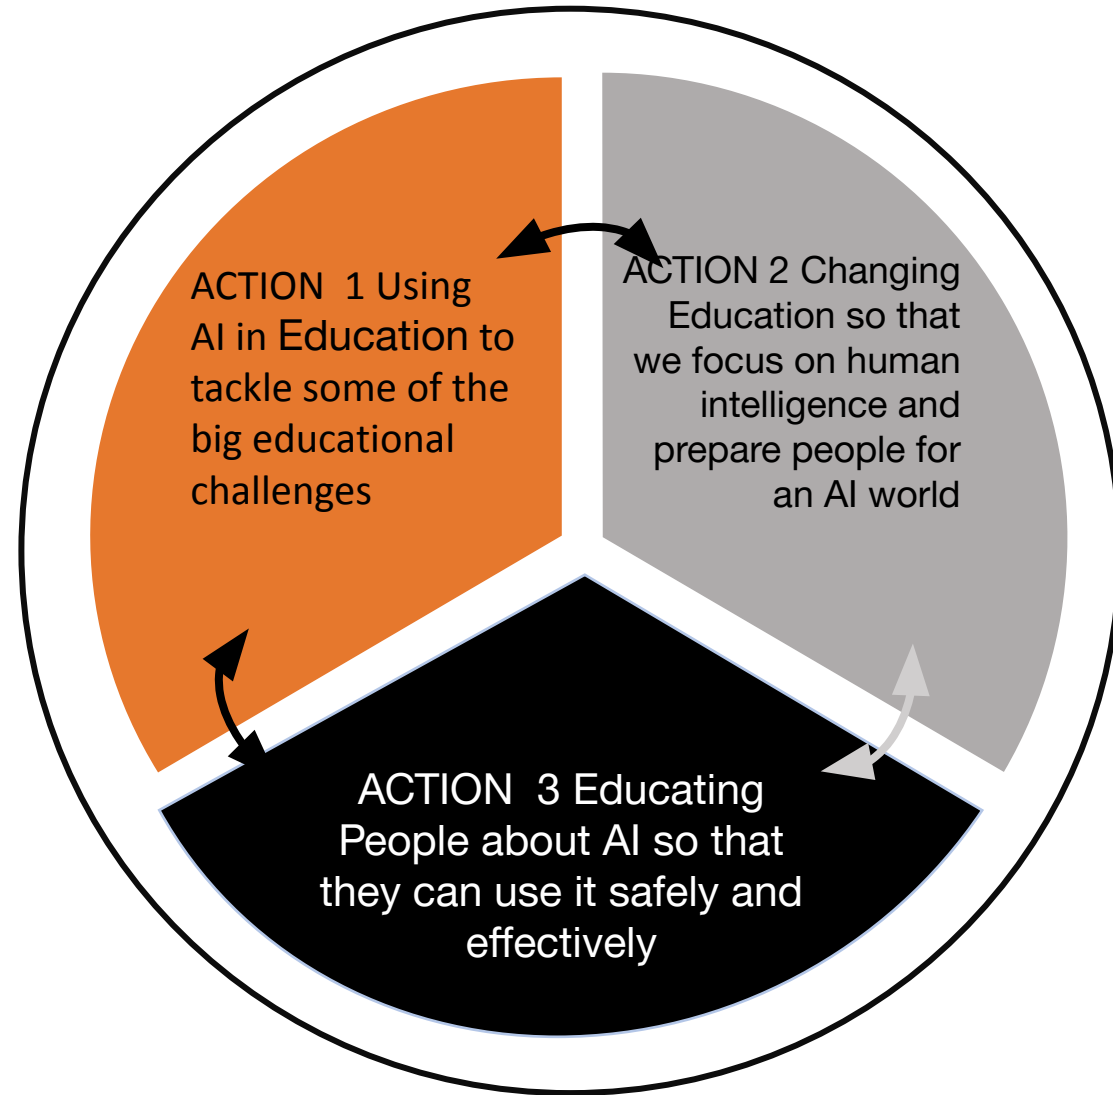 ACTION  1 Using
AI in Education to
tackle some of the
big educational
challenges
ACTION 2 Changing
Education so that
we focus on human
intelligence and
prepare people for
an AI world
ACTION  3 Educating
People about AI so that
they can use it safely and
effectively